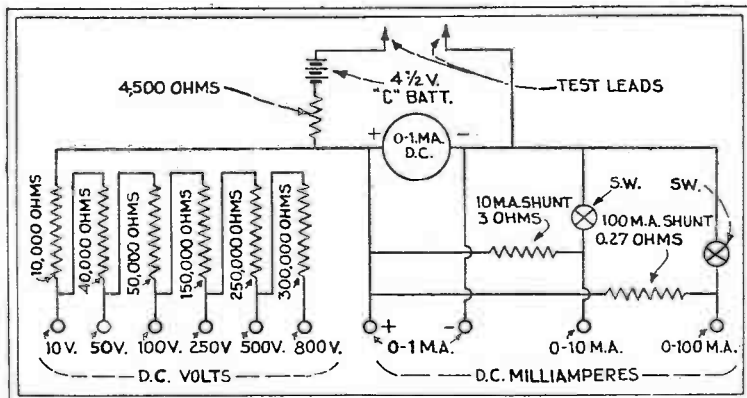 4½ V.
"C" BATT.
TEST LEADS
4,500 OHMS
+
0-1. MA.
D.C.
-
10,000 OHMS
40,000 OHMS
50,000 OHMS
150,000 OHMS
250,000 OHMS
300,000 OHMS
10 M.A. SHUNT
3 OHMS
S.W.
SW.
100 M.A. SHUNT
0.27 OHMS
+
-
10 V. 50 V. 100 V. 250 V. 500 V. 800 V.
0-1 M.A. 0-10 M.A. 0-100 M.A.
D.C. VOLTS
D.C. MILLIAMPERES